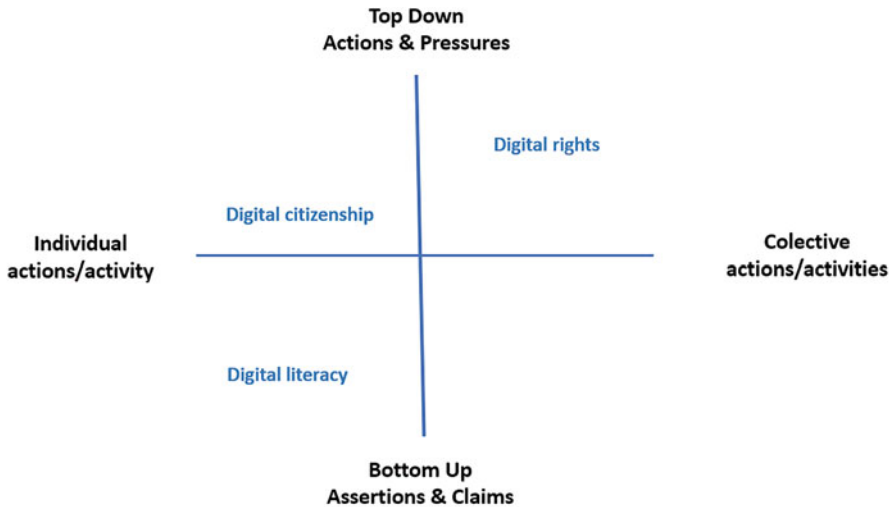 Top Down
Actions & Pressures
Digital rights
Digital citizenship
Individual
actions/activity
Colective
actions/activities
Digital literacy
Bottom Up
Assertions & Claims